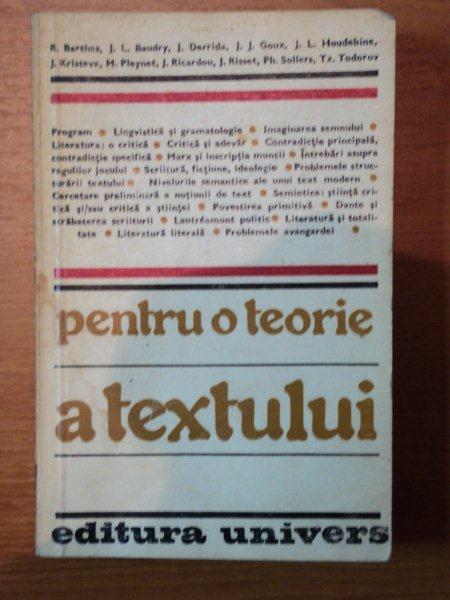 R. Barthes, J. L. Baudry, J. Derrida, J. J. Goux, J. L. Houdebine,
J. Kristeva, M. Pleynet, J. Ricardou, J. Risset, Ph. Sollers, Tz. Todorov
Program • Lingvistică și gramatologie • Imaginarea semnului •
Literatura: o critică • Critică și adevăr • Contradicție principală,
contradicție specifică • Marx și inscripția muncii • Întrebări asupra
regulilor jocului • Scriitură, ficțiune, ideologie • Problemele struc-
turării textului • Nivelurile semantice ale unui text modern •
Cercetare preliminară a noțiunii de text • Semiotica: știință cri-
tică și/sau critică a științei • Povestirea primitivă • Dante și
străbaterea scriiturii • Lautréamont politic • Literatură și totali-
tate • Literatură literală • Problemele avangardei •
pentru o teorie
a textului
editura univers